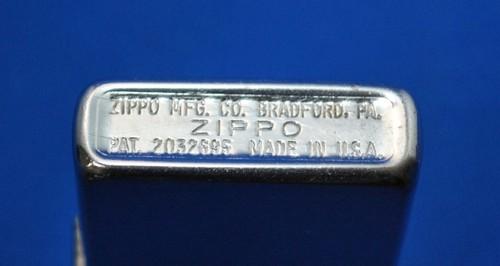 ZIPPO MFG. CO. BRADFORD, PA.
ZIPPO
PAT. 2032695 MADE IN U.S.A.